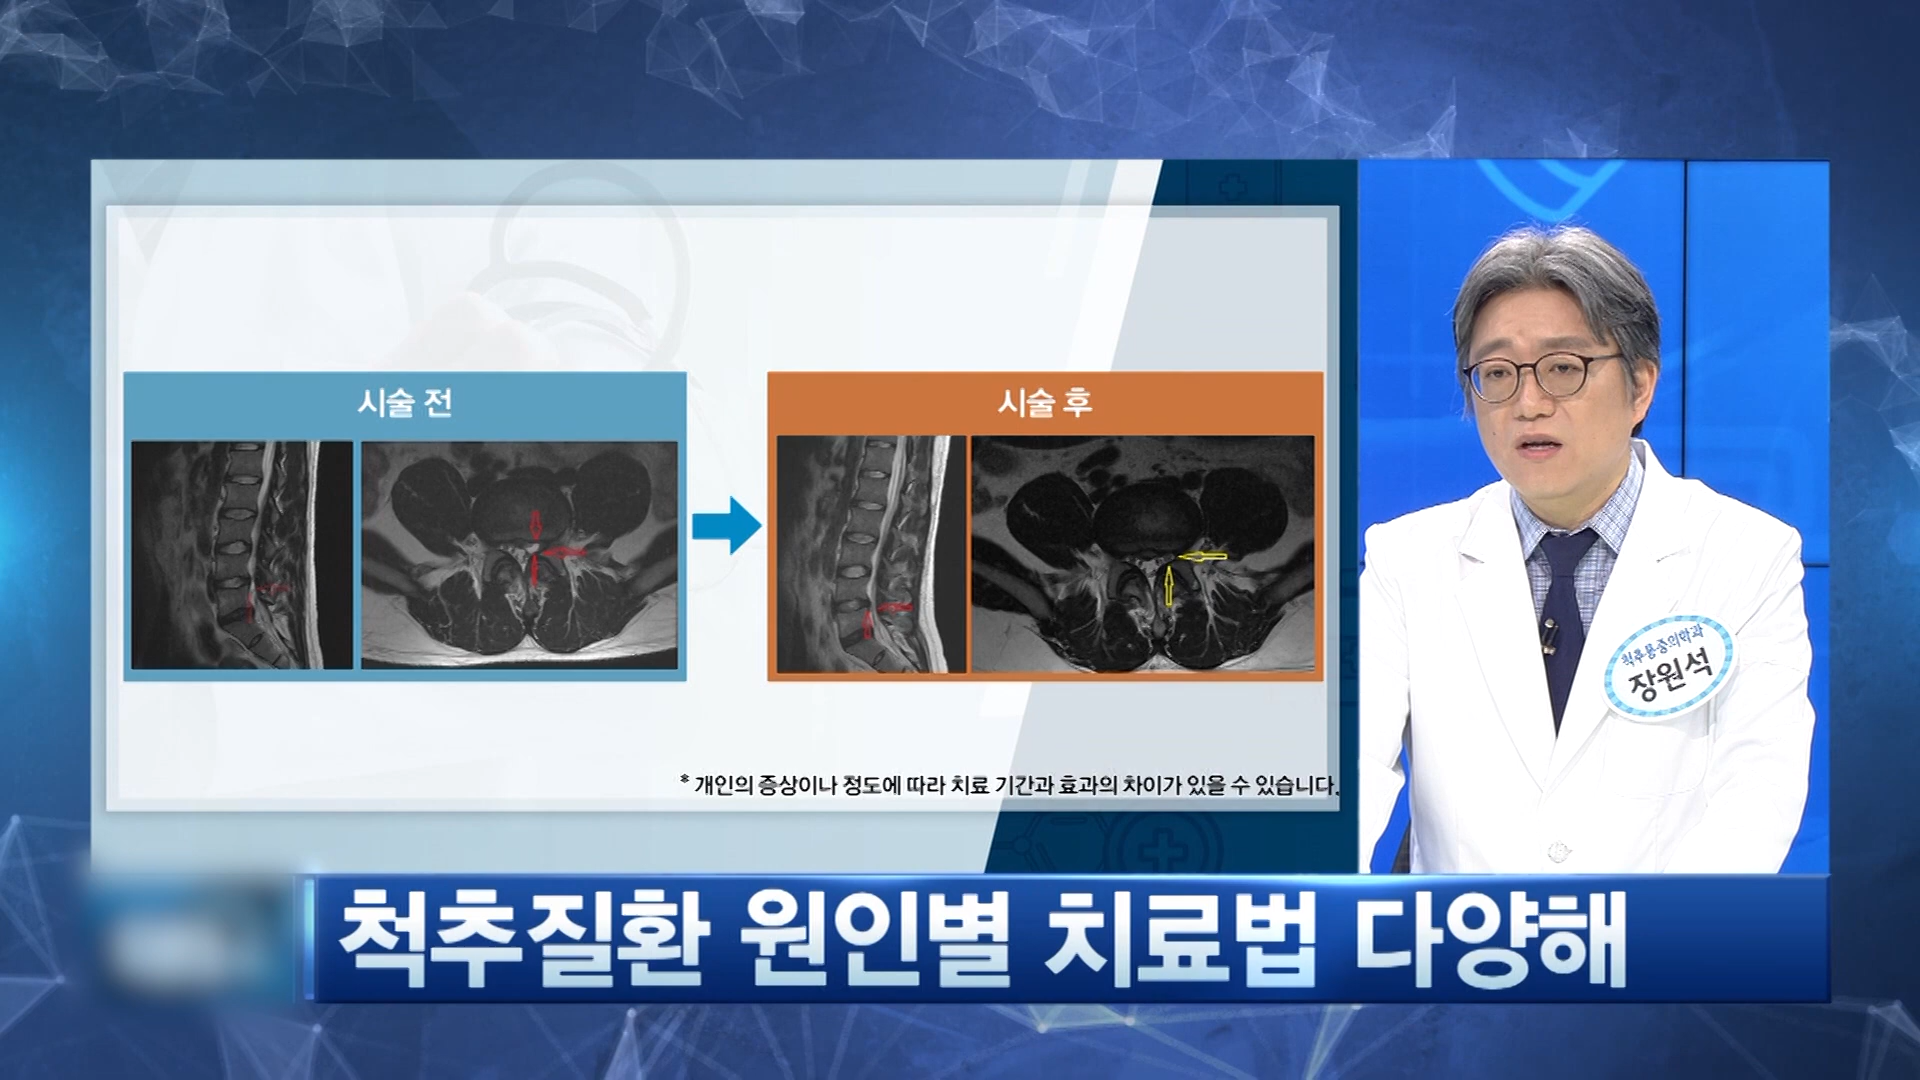 시술 전
시술 후
* 개인의 증상이나 정도에 따라 치료 기간과 효과의 차이가 있을 수 있습니다.
척추통증의학과
장원석
척추질환 원인별 치료법 다양해